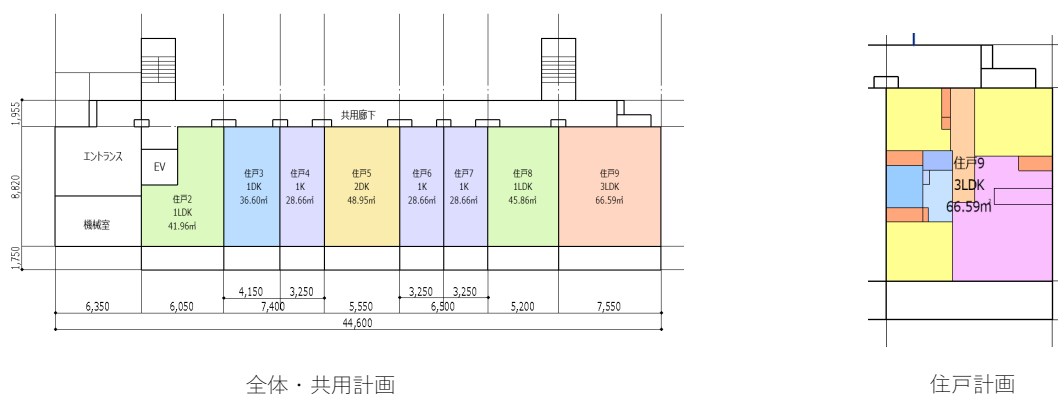 共用廊下
1,955
6,820
1,750
エントランス
機械室
EV
住戸2
1LDK
41.96㎡
住戸3
1DK
36.60㎡
住戸4
1K
28.66㎡
住戸5
2DK
48.95㎡
住戸6
1K
28.66㎡
住戸7
1K
28.66㎡
住戸8
1LDK
45.86㎡
住戸9
3LDK
66.59㎡
4,150 3,250 3,250 3,250
6,350 6,050 7,400 5,550 6,500 5,200 7,550
44,600
全体・共用計画
住戸9
3LDK
66.59㎡
住戸計画